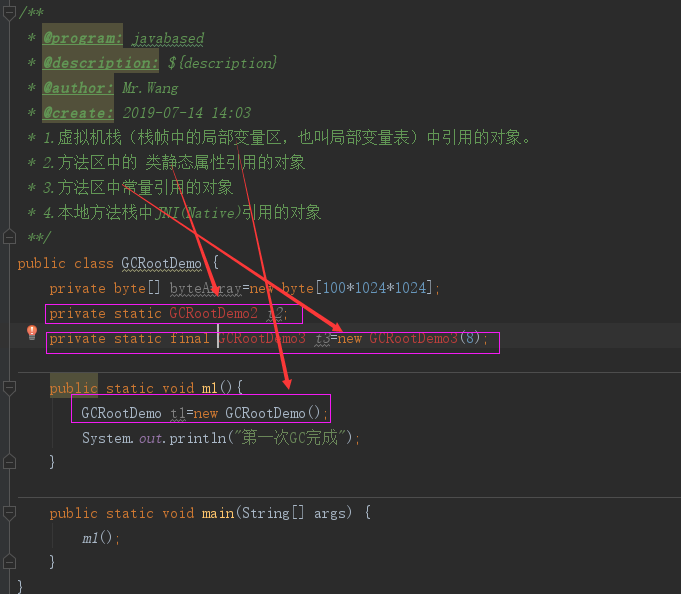 /**
* @program: javabased
* @description: ${description}
* @author: Mr.Wang
* @create: 2019-07-14 14:03
* 1.虚拟机栈（栈帧中的局部变量区，也叫局部变量表）中引用的对象。
* 2.方法区中的 类静态属性引用的对象
* 3.方法区中常量引用的对象
* 4.本地方法栈中JNI(Native)引用的对象
**/
public class GCRootDemo {
private byte[] byteArray=new byte[100*1024*1024];
private static GCRootDemo2 t2;
private static final GCRootDemo3 t3=new GCRootDemo3(8);
public static void m1(){
GCRootDemo t1=new GCRootDemo();
System.out.println("第一次GC完成");
}
public static void main(String[] args) {
m1();
}
}